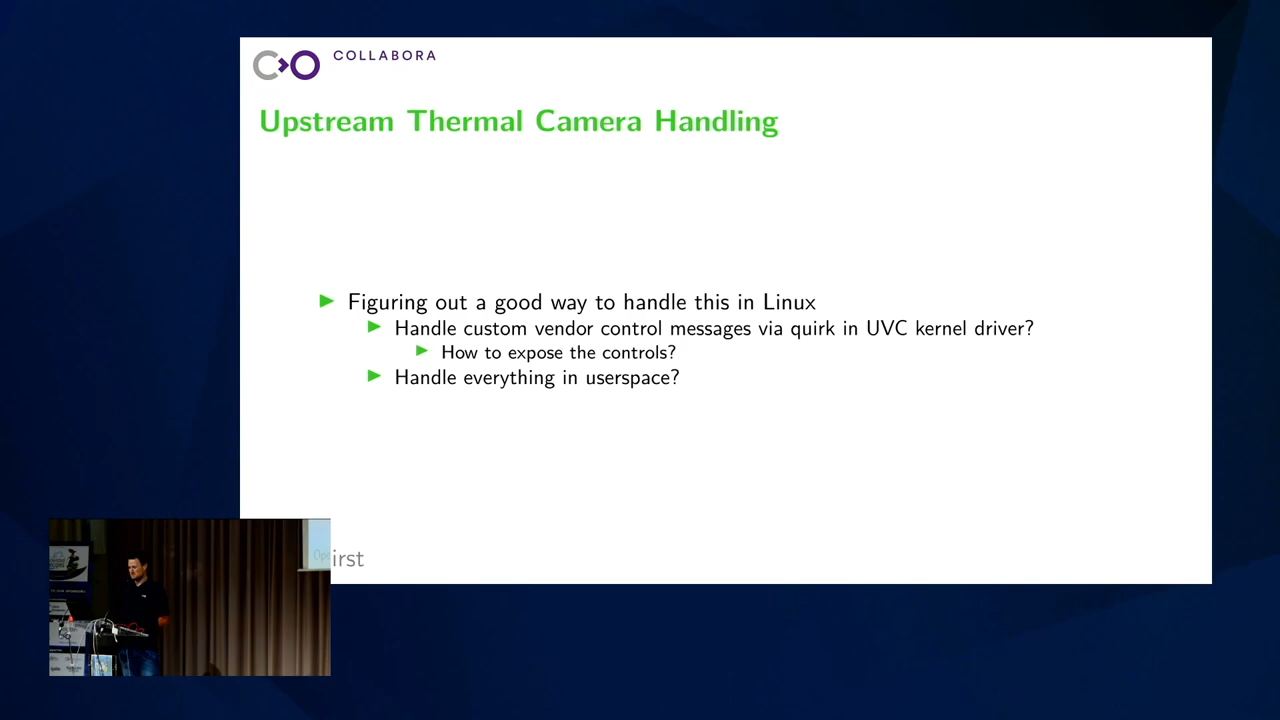 COLLABORA
Upstream Thermal Camera Handling
Figuring out a good way to handle this in Linux
Handle custom vendor control messages via quirk in UVC kernel driver?
How to expose the controls?
Handle everything in userspace?
irst